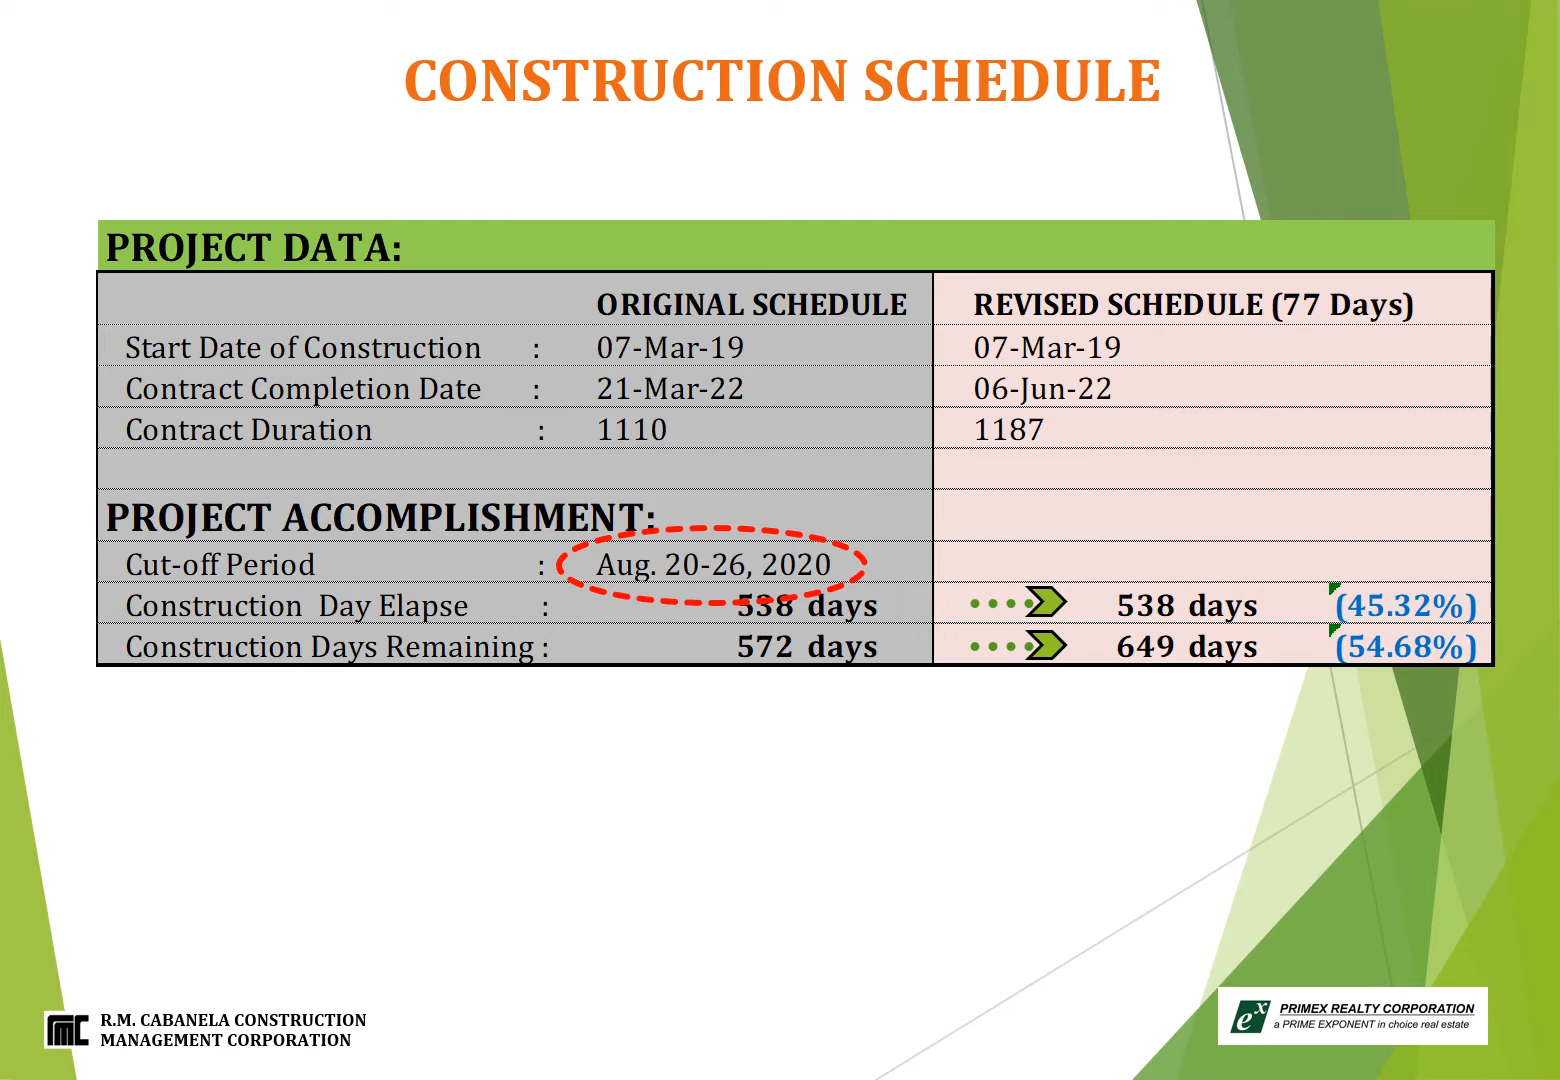 CONSTRUCTION SCHEDULE
PROJECT DATA:
ORIGINAL SCHEDULE REVISED SCHEDULE (77 Days)
Start Date of Construction : 07-Mar-19 07-Mar-19
Contract Completion Date : 21-Mar-22 06-Jun-22
Contract Duration : 1110 1187
PROJECT ACCOMPLISHMENT:
Cut-off Period : Aug. 20-26, 2020
Construction Day Elapse : 538 days 538 days (45.32%)
Construction Days Remaining : 572 days 649 days (54.68%)
RMC R.M. CABANELA CONSTRUCTION
MANAGEMENT CORPORATION
ex PRIMEX REALTY CORPORATION
a PRIME EXPONENT in choice real estate